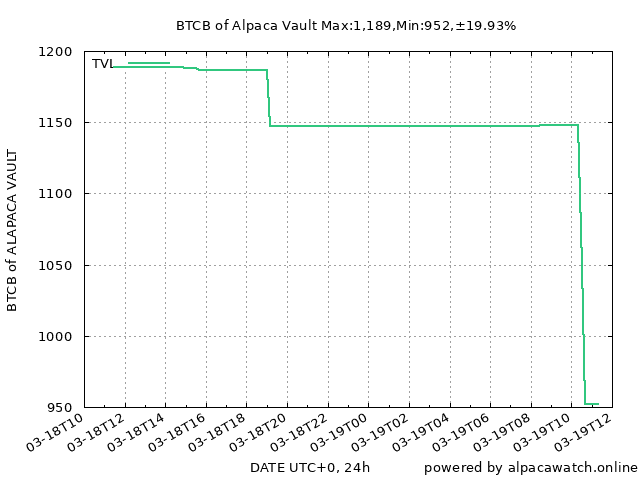 BTCB of Alpaca Vault Max:1,189,Min:952,±19.93%
1200
1150
1100
1050
1000
950
BTCB of ALAPACA VAULT
TVL
03-18T10
03-18T12
03-18T14
03-18T16
03-18T18
03-18T20
03-18T22
03-19T00
03-19T02
03-19T04
03-19T06
03-19T08
03-19T10
03-19T12
DATE UTC+0, 24h
powered by alpacawatch.online